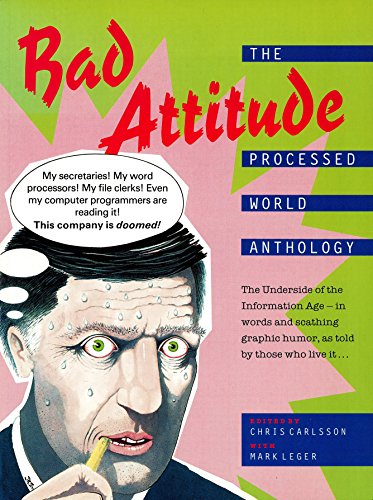 Bad
Attitude
THE
PROCESSED
WORLD
ANTHOLOGY
My secretaries! My word
processors! My file clerks! Even
my computer programmers are
reading it!
This company is doomed!
The Underside of the
Information Age – in
words and scathing
graphic humor, as told
by those who live it...
EDITED BY
CHRIS CARLSSON
WITH
MARK LEGER